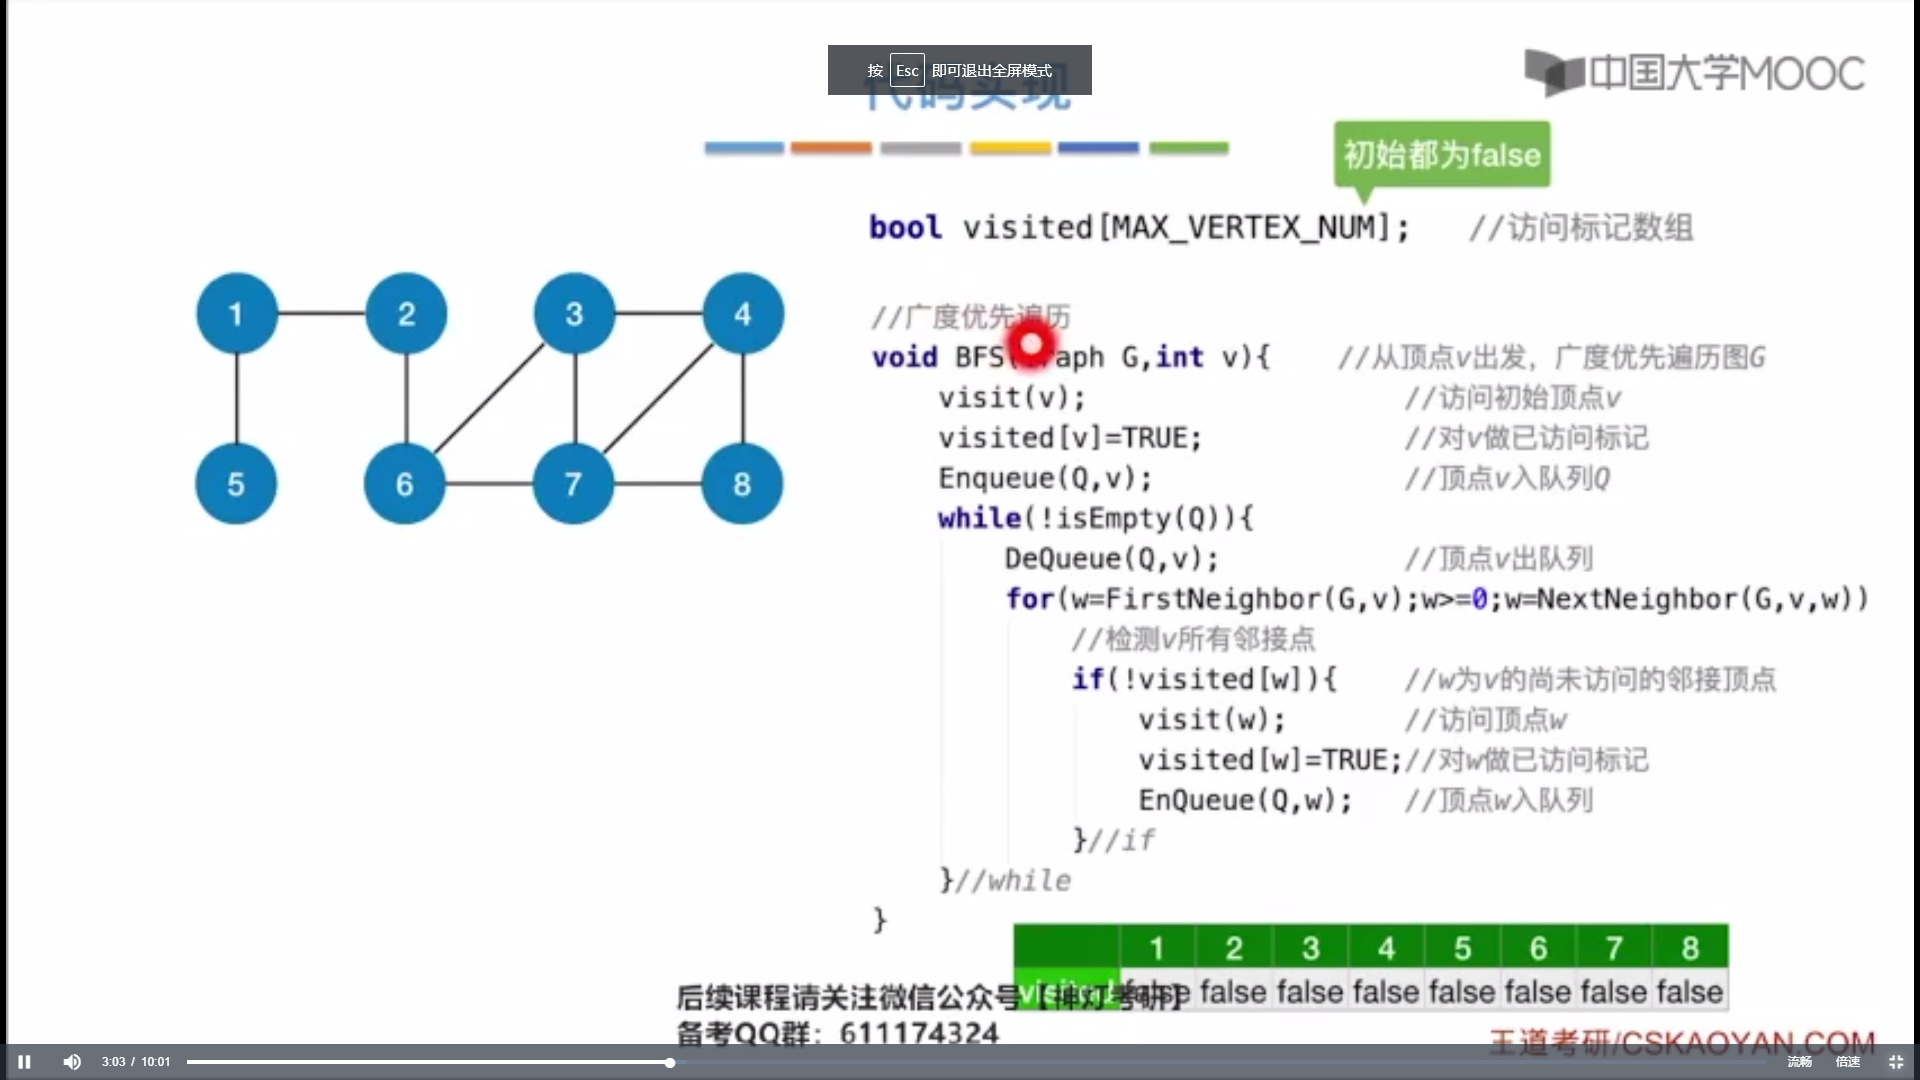 按 Esc 即可退出全屏模式
代码实现
中国大学MOOC
初始都为false
bool visited[MAX_VERTEX_NUM]; //访问标记数组
1 2 3 4
5 6 7 8
//广度优先遍历
void BFS(Graph G,int v){ //从顶点v出发，广度优先遍历图G
visit(v); //访问初始顶点v
visited[v]=TRUE; //对v做已访问标记
Enqueue(Q,v); //顶点v入队列Q
while(!isEmpty(Q)){
DeQueue(Q,v); //顶点v出队列
for(w=FirstNeighbor(G,v);w>=0;w=NextNeighbor(G,v,w))
//检测v所有邻接点
if(!visited[w]){ //w为v的尚未访问的邻接顶点
visit(w); //访问顶点w
visited[w]=TRUE;//对w做已访问标记
EnQueue(Q,w); //顶点w入队列
}//if
}//while
}
1 2 3 4 5 6 7 8
visited false false false false false false false false
后续课程请关注微信公众号【神灯考研】
备考QQ群：611174324
王道考研/CSKAOYAN.COM
3:03 / 10:01
流畅 倍速